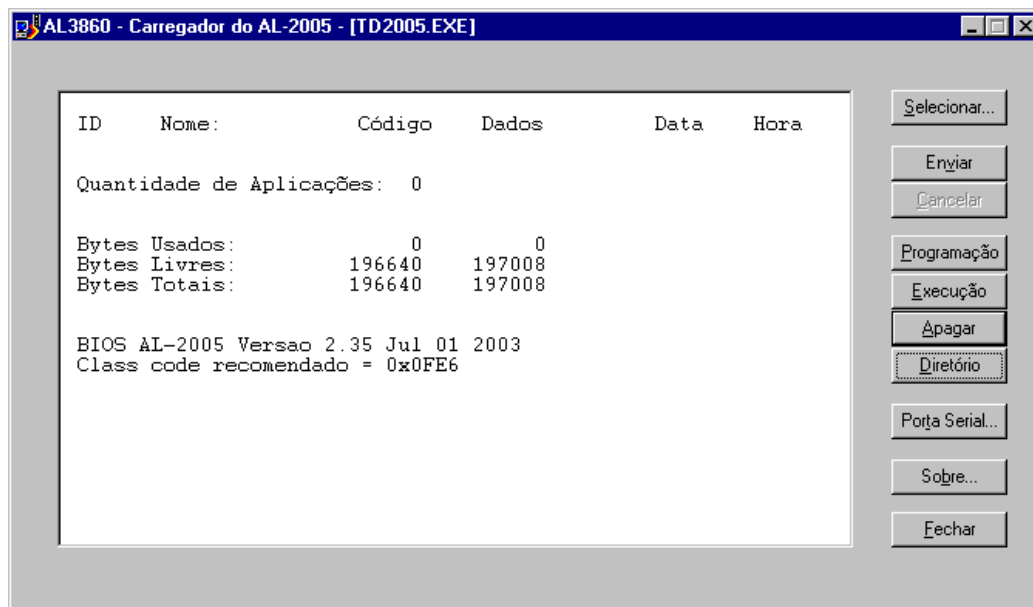 AL3860 - Carregador do AL-2005 - [TD2005.EXE]
ID Nome: Código Dados Data Hora
Quantidade de Aplicações: 0
Bytes Usados: 0 0
Bytes Livres: 196640 197008
Bytes Totais: 196640 197008
BIOS AL-2005 Versao 2.35 Jul 01 2003
Class code recomendado = 0x0FE6
Selecionar...
Enviar
Cancelar
Programação
Execução
Apagar
Diretório
Porta Serial...
Sobre...
Fechar